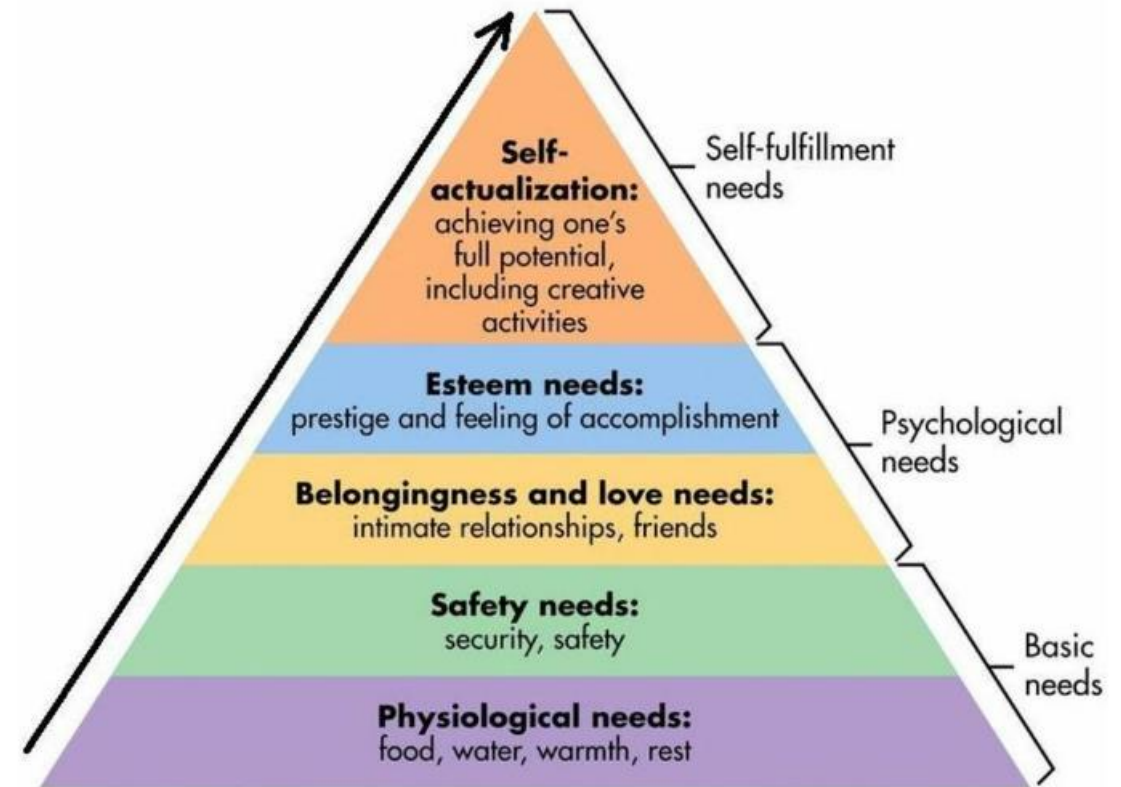 Self-
actualization:
achieving one's
full potential,
including creative
activities
Self-fulfillment
needs
Esteem needs:
prestige and feeling of accomplishment
Psychological
needs
Belongingness and love needs:
intimate relationships, friends
Safety needs:
security, safety
Basic
needs
Physiological needs:
food, water, warmth, rest